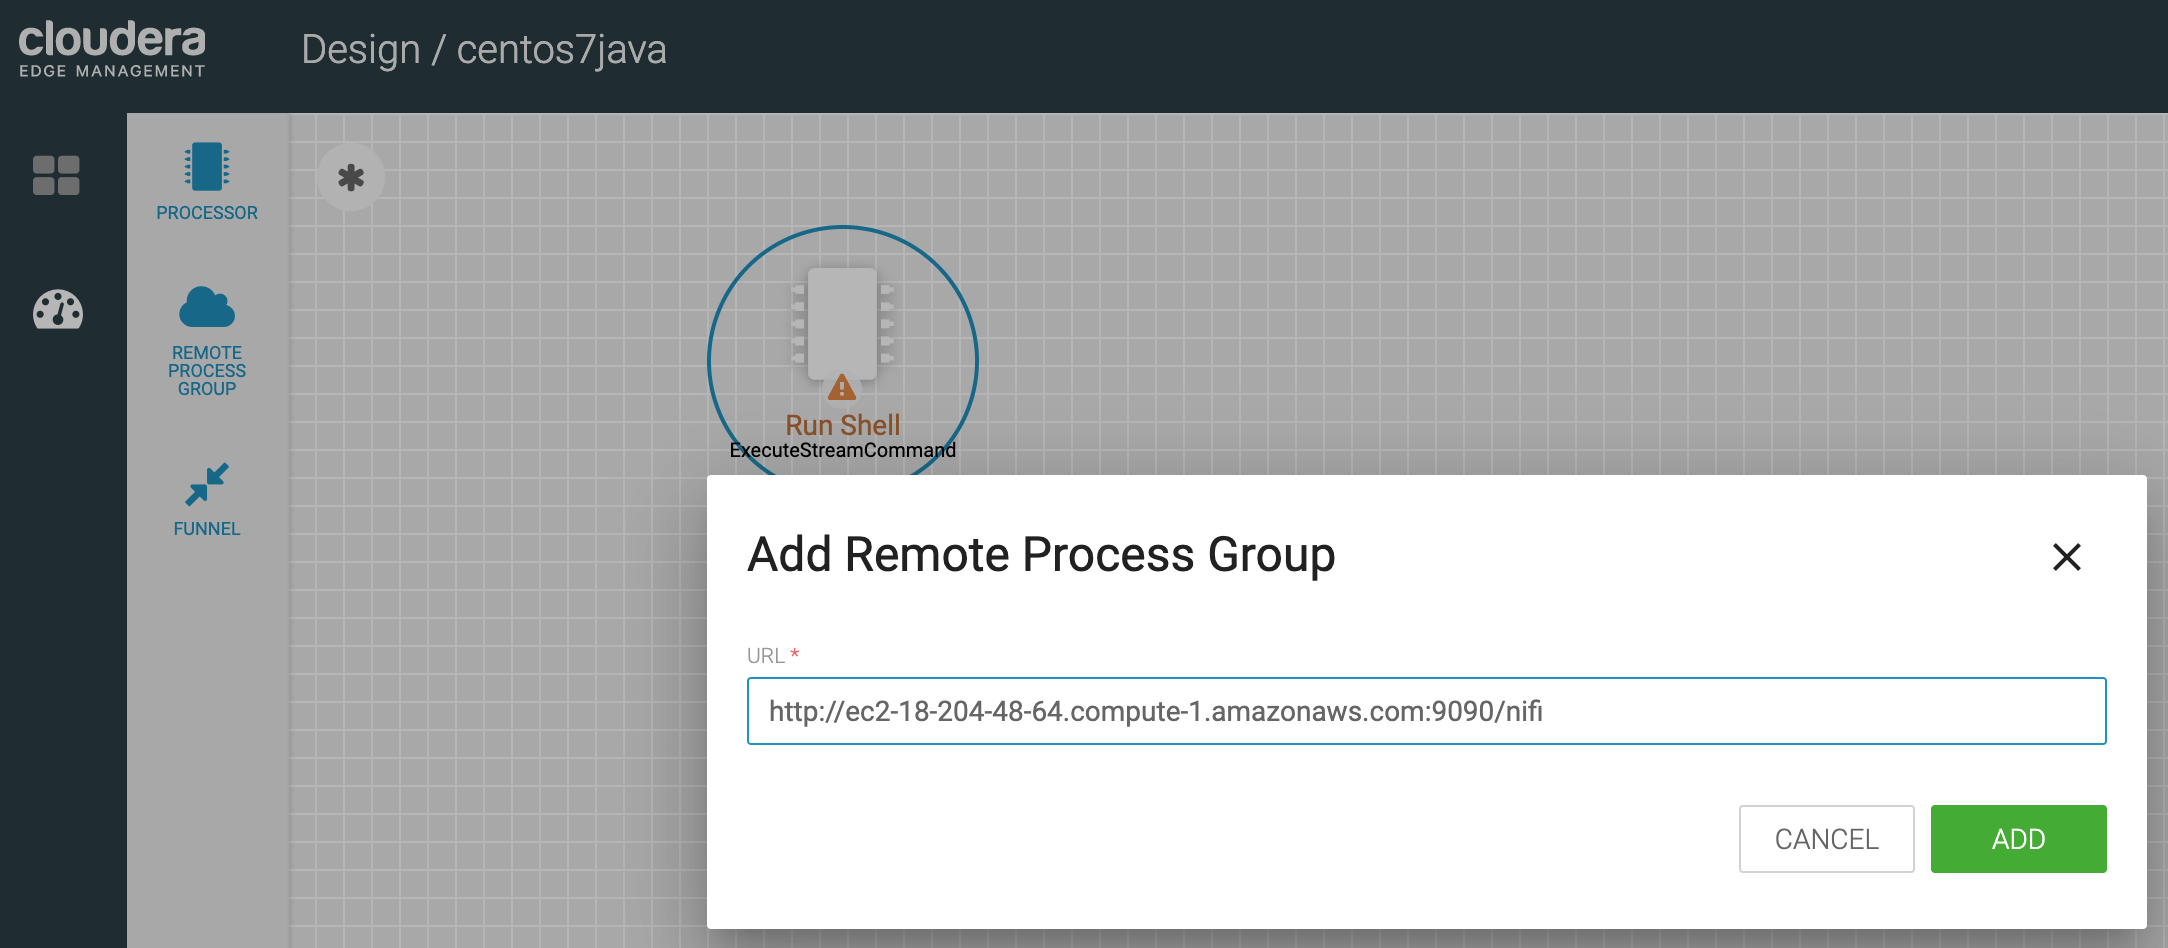 cloudera
EDGE MANAGEMENT
Design / centos7java
PROCESSOR
REMOTE
PROCESS
GROUP
FUNNEL
Run Shell
ExecuteStreamCommand
Add Remote Process Group
URL *
http://ec2-18-204-48-64.compute-1.amazonaws.com:9090/nifi
CANCEL
ADD